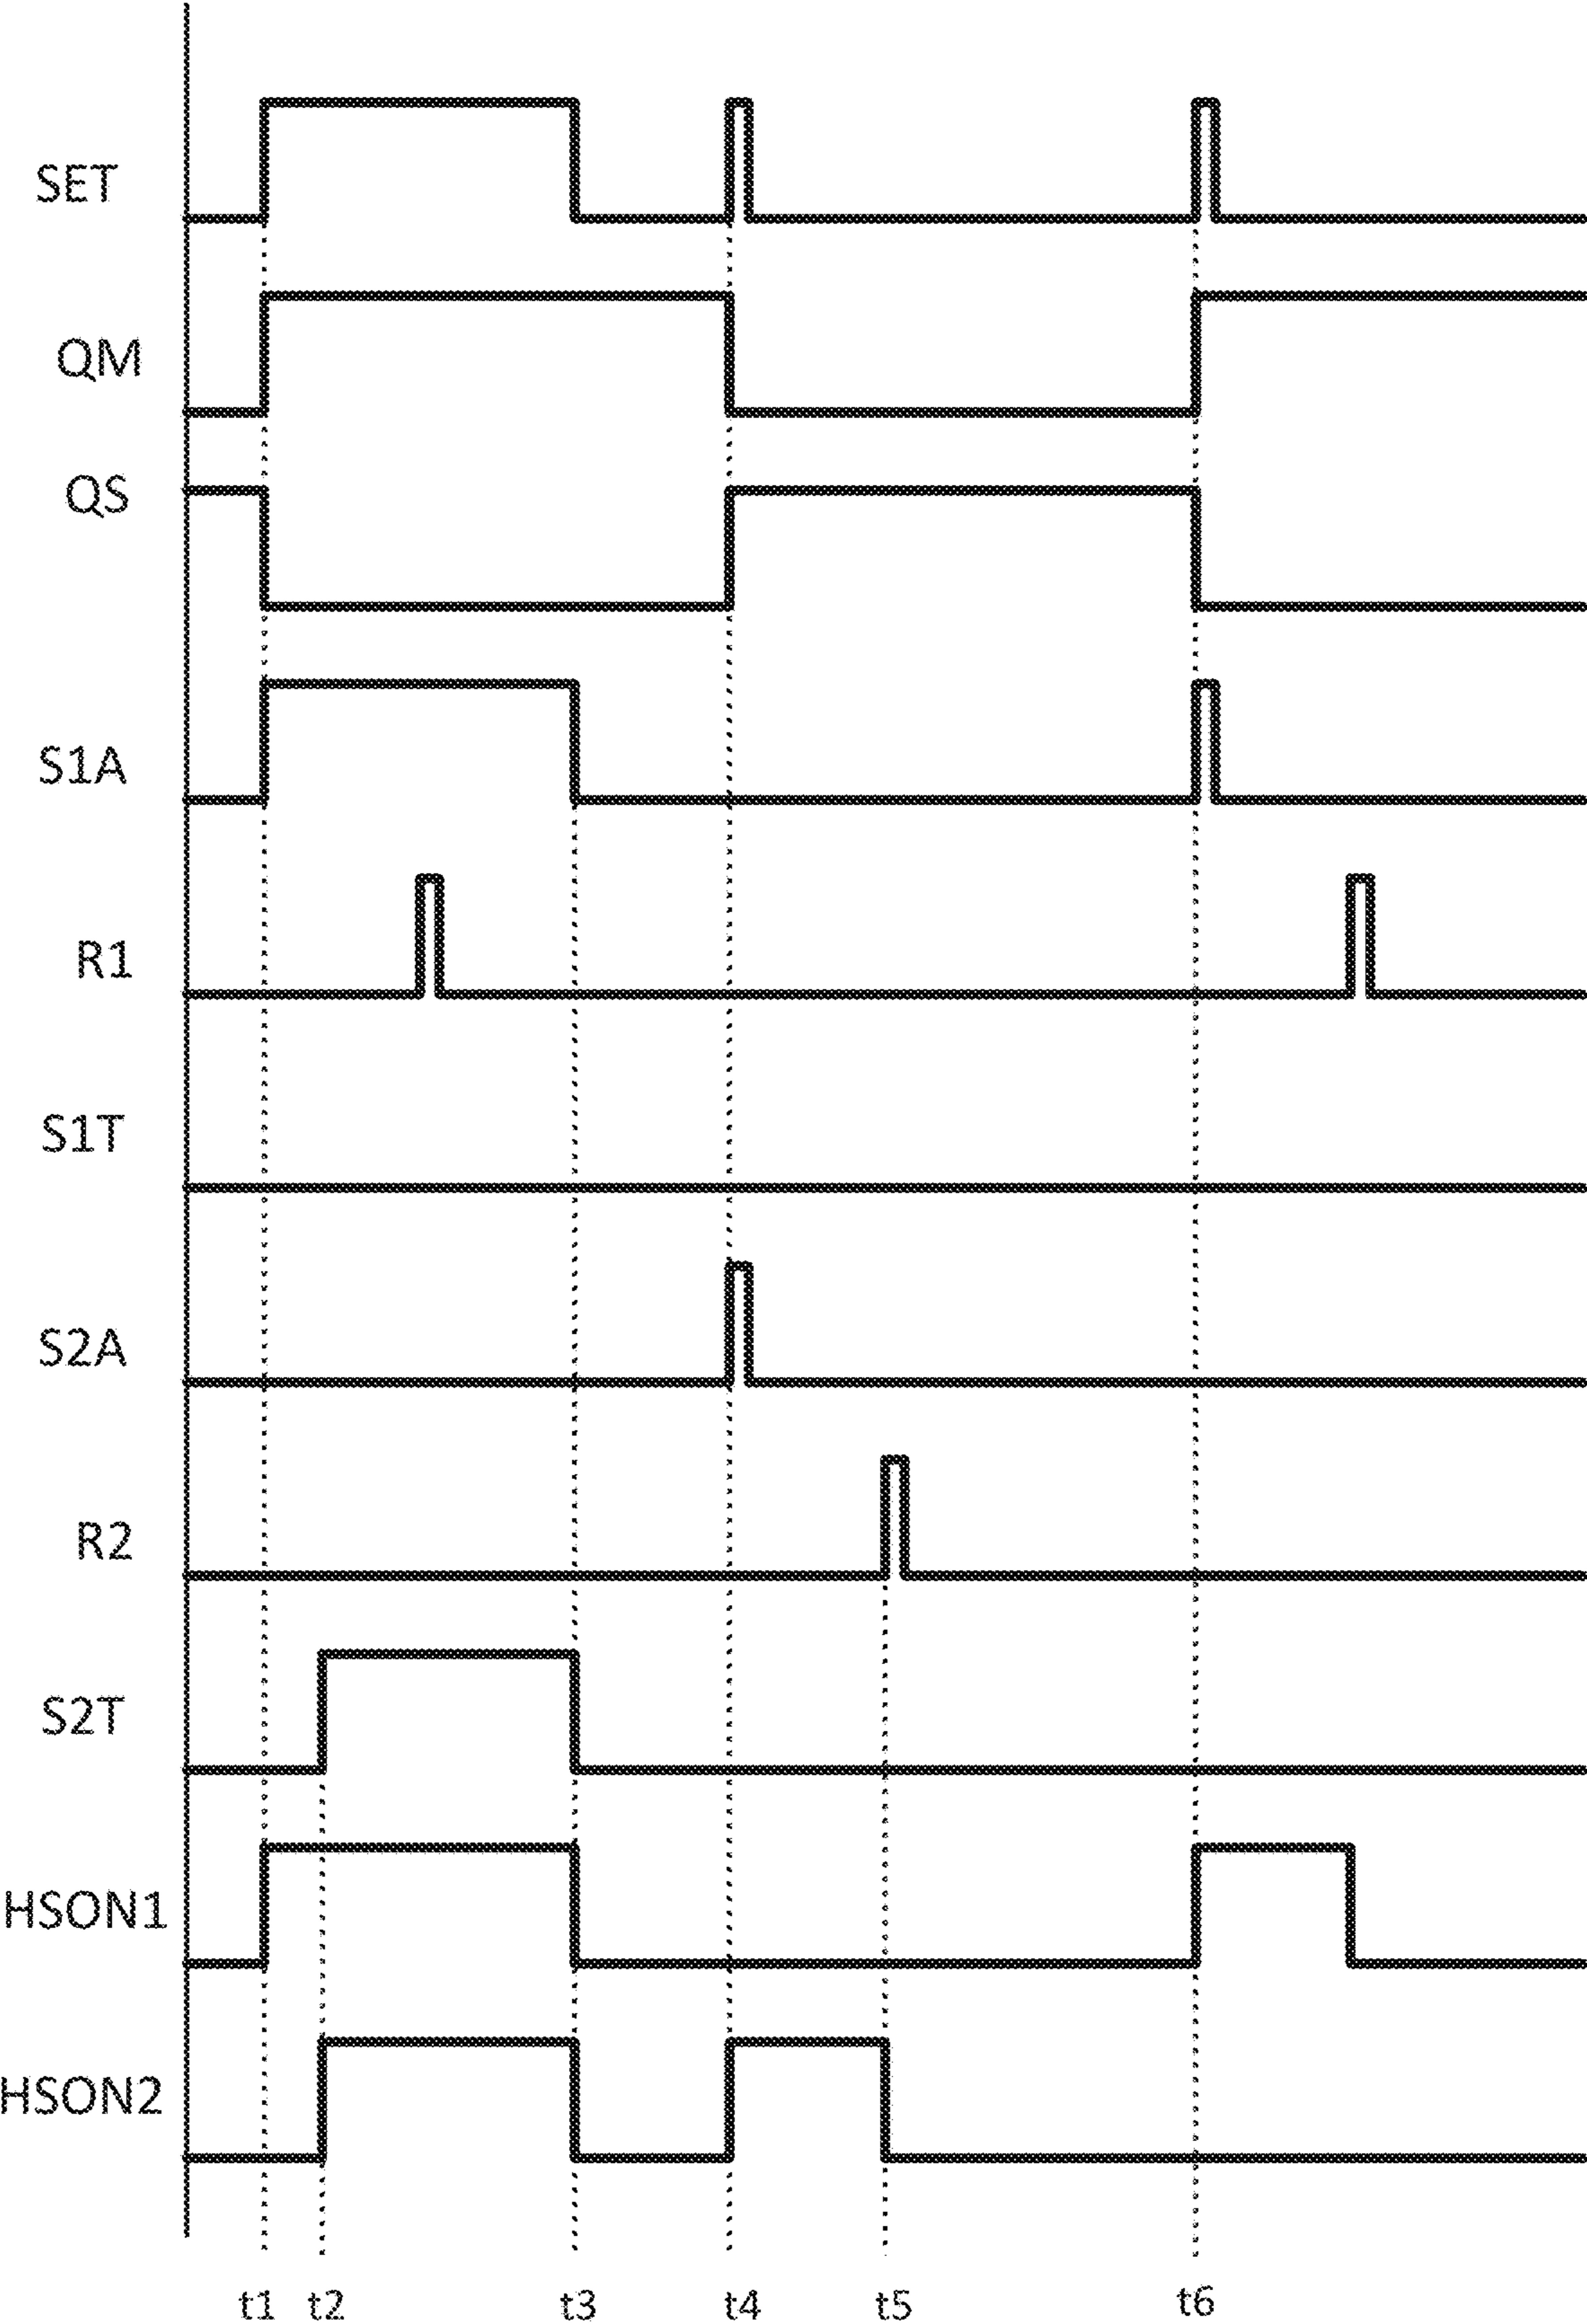 SET
QM
QS
S1A
R1
S1T
S2A
R2
S2T
HSON1
HSON2
t1 t2 t3 t4 t5 t6